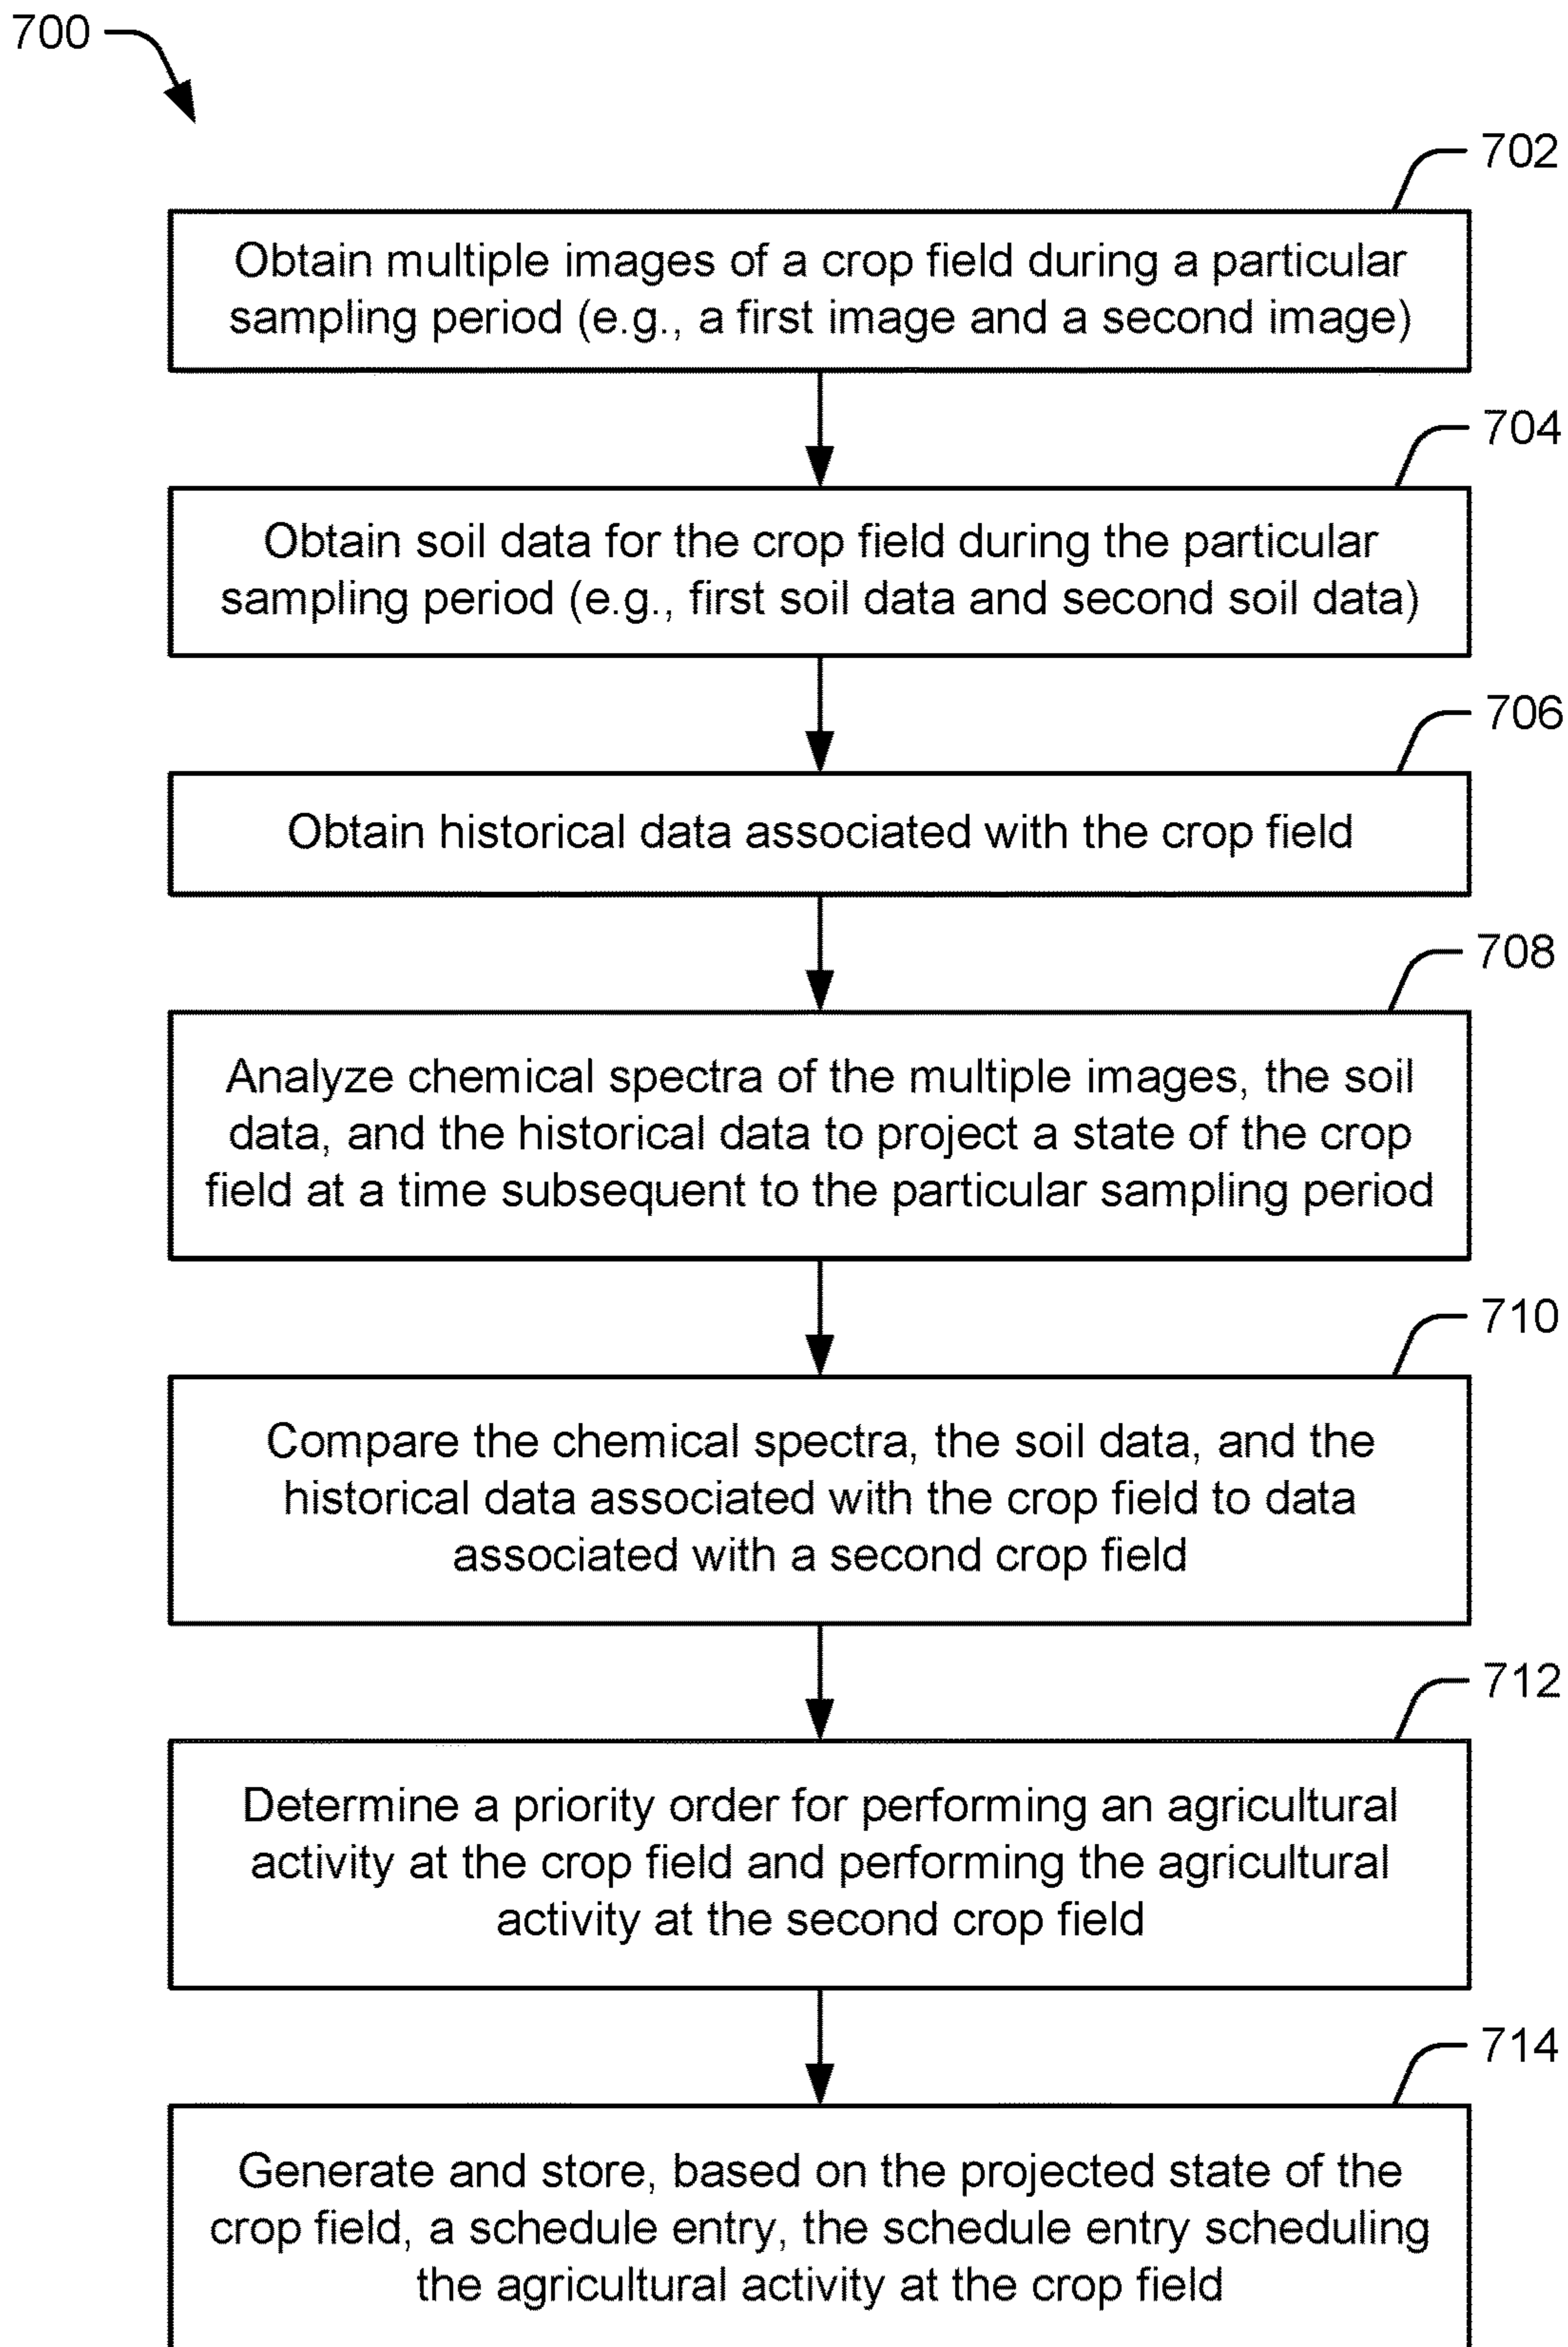 700
702
Obtain multiple images of a crop field during a particular
sampling period (e.g., a first image and a second image)
704
Obtain soil data for the crop field during the particular
sampling period (e.g., first soil data and second soil data)
706
Obtain historical data associated with the crop field
708
Analyze chemical spectra of the multiple images, the soil
data, and the historical data to project a state of the crop
field at a time subsequent to the particular sampling period
710
Compare the chemical spectra, the soil data, and the
historical data associated with the crop field to data
associated with a second crop field
712
Determine a priority order for performing an agricultural
activity at the crop field and performing the agricultural
activity at the second crop field
714
Generate and store, based on the projected state of the
crop field, a schedule entry, the schedule entry scheduling
the agricultural activity at the crop field